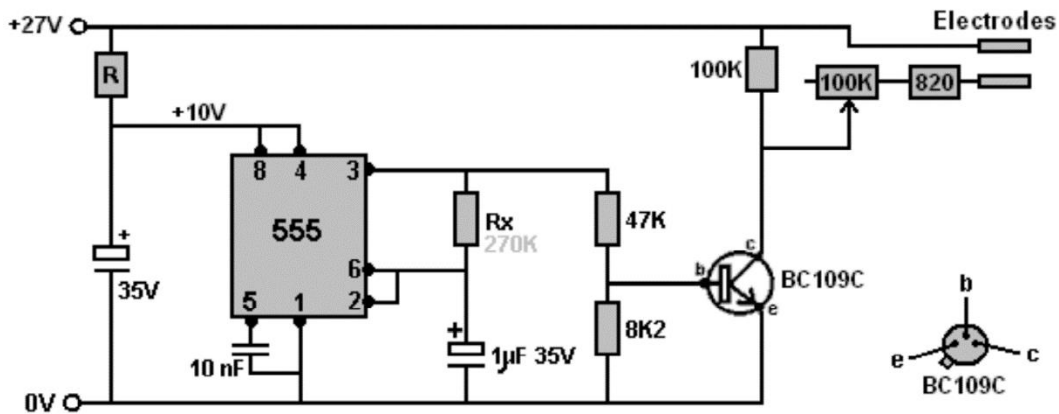 +27V
Electrodes
R
100K
100K
820
+10V
8
4
3
555
Rx
270K
47K
+
35V
6
2
5
1
+
1µF 35V
10 nF
8K2
b
c
e
BC109C
b
e
c
BC109C
0V